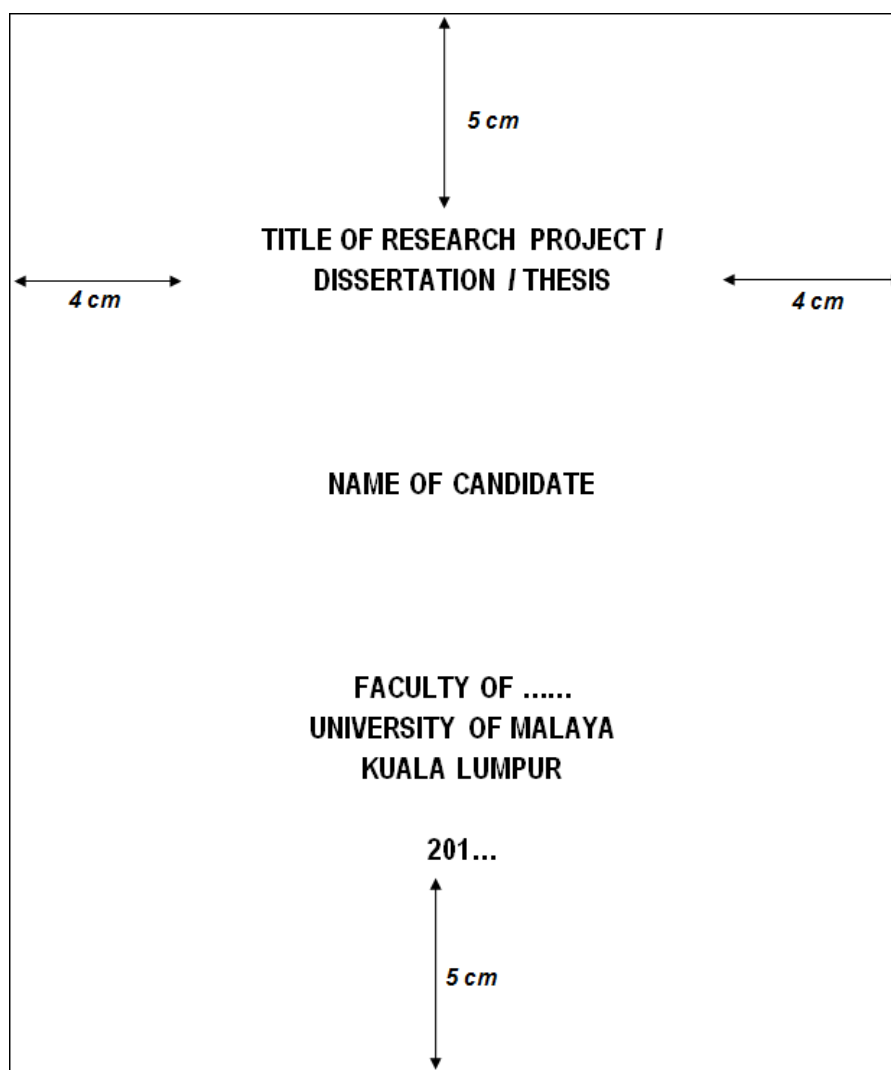 5 cm
TITLE OF RESEARCH PROJECT /
DISSERTATION / THESIS
4 cm
4 cm
NAME OF CANDIDATE
FACULTY OF ......
UNIVERSITY OF MALAYA
KUALA LUMPUR
201...
5 cm